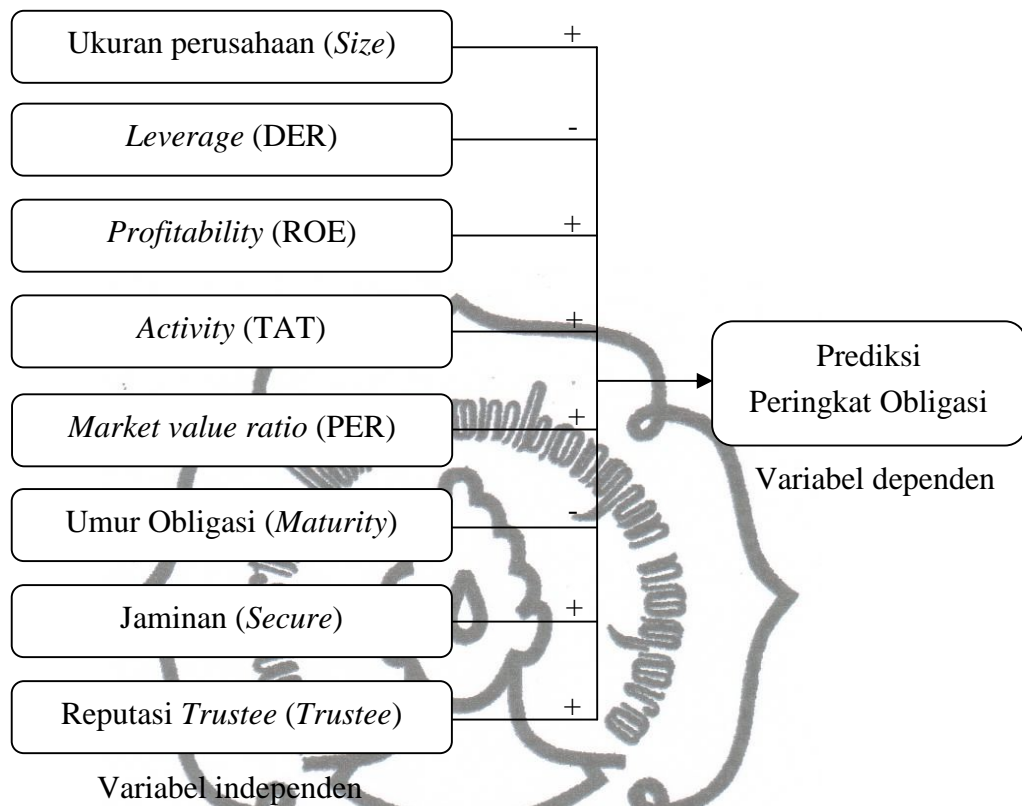 Ukuran perusahaan (Size)
+
Leverage (DER)
-
Profitability (ROE)
+
Activity (TAT)
+
Market value ratio (PER)
+
Umur Obligasi (Maturity)
-
Jaminan (Secure)
+
Reputasi Trustee (Trustee)
+
Variabel independen
Prediksi
Peringkat Obligasi
Variabel dependen